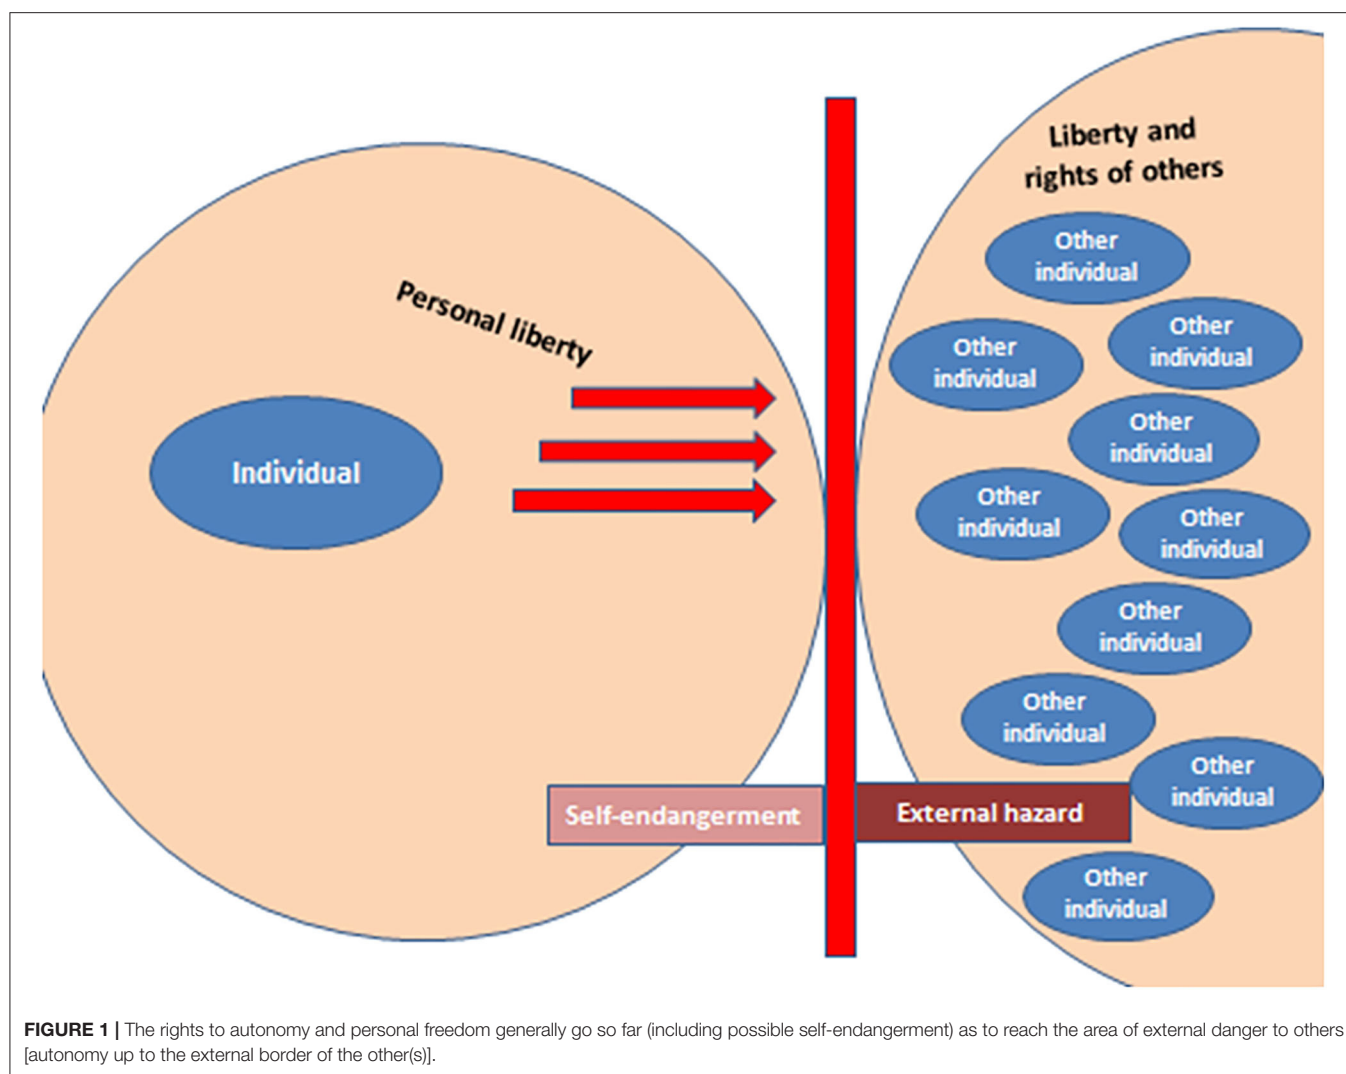 Liberty and
rights of others
Personal liberty
Individual
Other
individual
Other
individual
Other
individual
Other
individual
Other
individual
Other
individual
Other
individual
Other
individual
Other
individual
Other
individual
Self-endangerment
External hazard
FIGURE 1 | The rights to autonomy and personal freedom generally go so far (including possible self-endangerment) as to reach the area of external danger to others
[autonomy up to the external border of the other(s)].